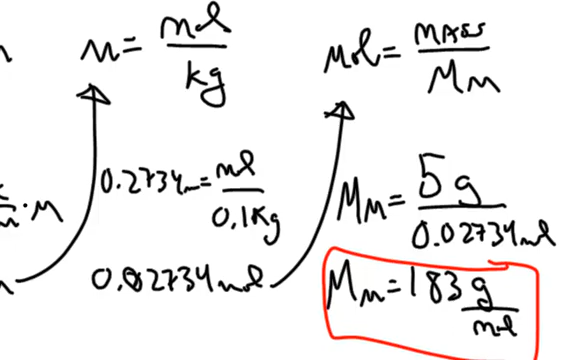 m = mol/kg
mol = MASS/Mm
0.2734m = mol/0.1Kg
· M
Mm = 5g/0.02734mol
0.02734mol
Mm = 183 g/mol